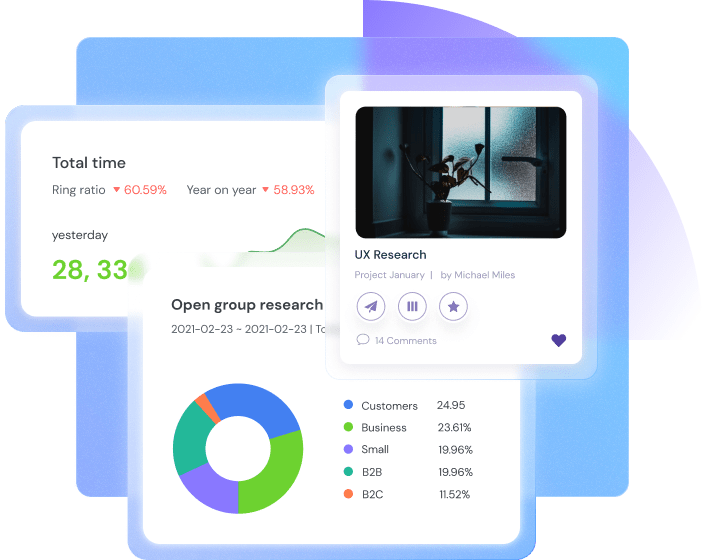 Total time
Ring ratio 60.59% Year on year 58.93%
yesterday
28, 33
UX Research
Project January | by Michael Miles
14 Comments
Open group research
2021-02-23 ~ 2021-02-23 |
Customers 24.95
Business 23.61%
Small 19.96%
B2B 19.96%
B2C 11.52%